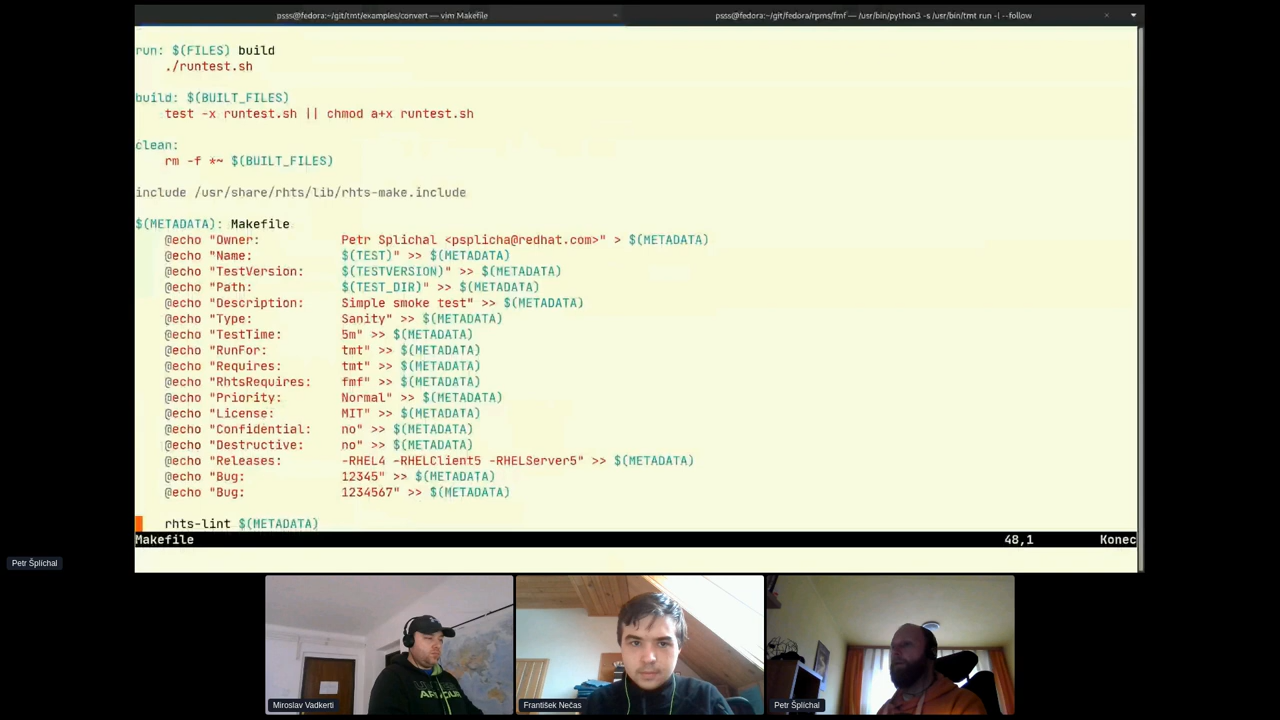 psss@fedora:~/git/tmt/examples/convert — vim Makefile
psss@fedora:~/git/fedora/rpms/fmf — /usr/bin/python3 -s /usr/bin/tmt run -l --follow
run: $(FILES) build
./runtest.sh
build: $(BUILT_FILES)
test -x runtest.sh || chmod a+x runtest.sh
clean:
rm -f *~ $(BUILT_FILES)
include /usr/share/rhts/lib/rhts-make.include
$(METADATA): Makefile
@echo "Owner: Petr Splichal <psplicha@redhat.com>" > $(METADATA)
@echo "Name: $(TEST)" >> $(METADATA)
@echo "TestVersion: $(TESTVERSION)" >> $(METADATA)
@echo "Path: $(TEST_DIR)" >> $(METADATA)
@echo "Description: Simple smoke test" >> $(METADATA)
@echo "Type: Sanity" >> $(METADATA)
@echo "TestTime: 5m" >> $(METADATA)
@echo "RunFor: tmt" >> $(METADATA)
@echo "Requires: tmt" >> $(METADATA)
@echo "RhtsRequires: fmf" >> $(METADATA)
@echo "Priority: Normal" >> $(METADATA)
@echo "License: MIT" >> $(METADATA)
@echo "Confidential: no" >> $(METADATA)
@echo "Destructive: no" >> $(METADATA)
@echo "Releases: -RHEL4 -RHELClient5 -RHELServer5" >> $(METADATA)
@echo "Bug: 12345" >> $(METADATA)
@echo "Bug: 1234567" >> $(METADATA)
rhts-lint $(METADATA)
Makefile 48,1 Konec
Petr Šplíchal
Miroslav Vadkerti
František Nečas
Petr Šplíchal